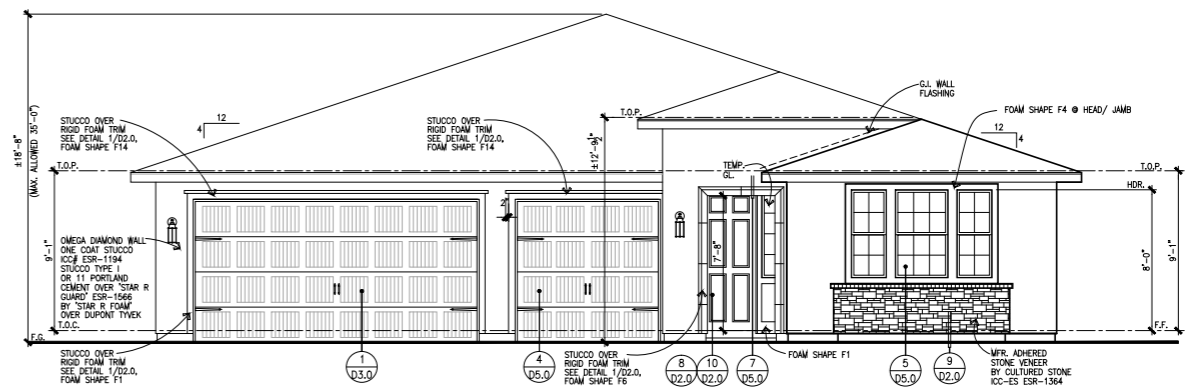 ±18'-8"
(MAX. ALLOWED 35'-0")
STUCCO OVER
RIGID FOAM TRIM
SEE DETAIL 1/D2.0,
FOAM SHAPE F14
12
4
T.O.P.
9'-1"
OMEGA DIAMOND WALL
ONE COAT STUCCO
ICC# ESR-1194
STUCCO TYPE I
OR 11 PORTLAND
CEMENT OVER "STAR R
GUARD" ESR-1566
BY "STAR R FOAM"
OVER DUPONT TYVEK
T.O.C.
F.G.
STUCCO OVER
RIGID FOAM TRIM
SEE DETAIL 1/D2.0,
FOAM SHAPE F1
1
D3.0
STUCCO OVER
RIGID FOAM TRIM
SEE DETAIL 1/D2.0,
FOAM SHAPE F14
2"
4
D5.0
STUCCO OVER
RIGID FOAM TRIM
SEE DETAIL 1/D2.0,
FOAM SHAPE F6
T.O.P.
±12'-9½"
TEMP.
GL.
7'-8"
8
D2.0
10
D2.0
7
D5.0
FOAM SHAPE F1
G.I. WALL
FLASHING
FOAM SHAPE F4 @ HEAD/ JAMB
12
4
T.O.P.
HDR.
8'-0"
9'-1"
F.F.
5
D5.0
9
D2.0
MFR. ADHERED
STONE VENEER
BY CULTURED STONE
ICC-ES ESR-1364